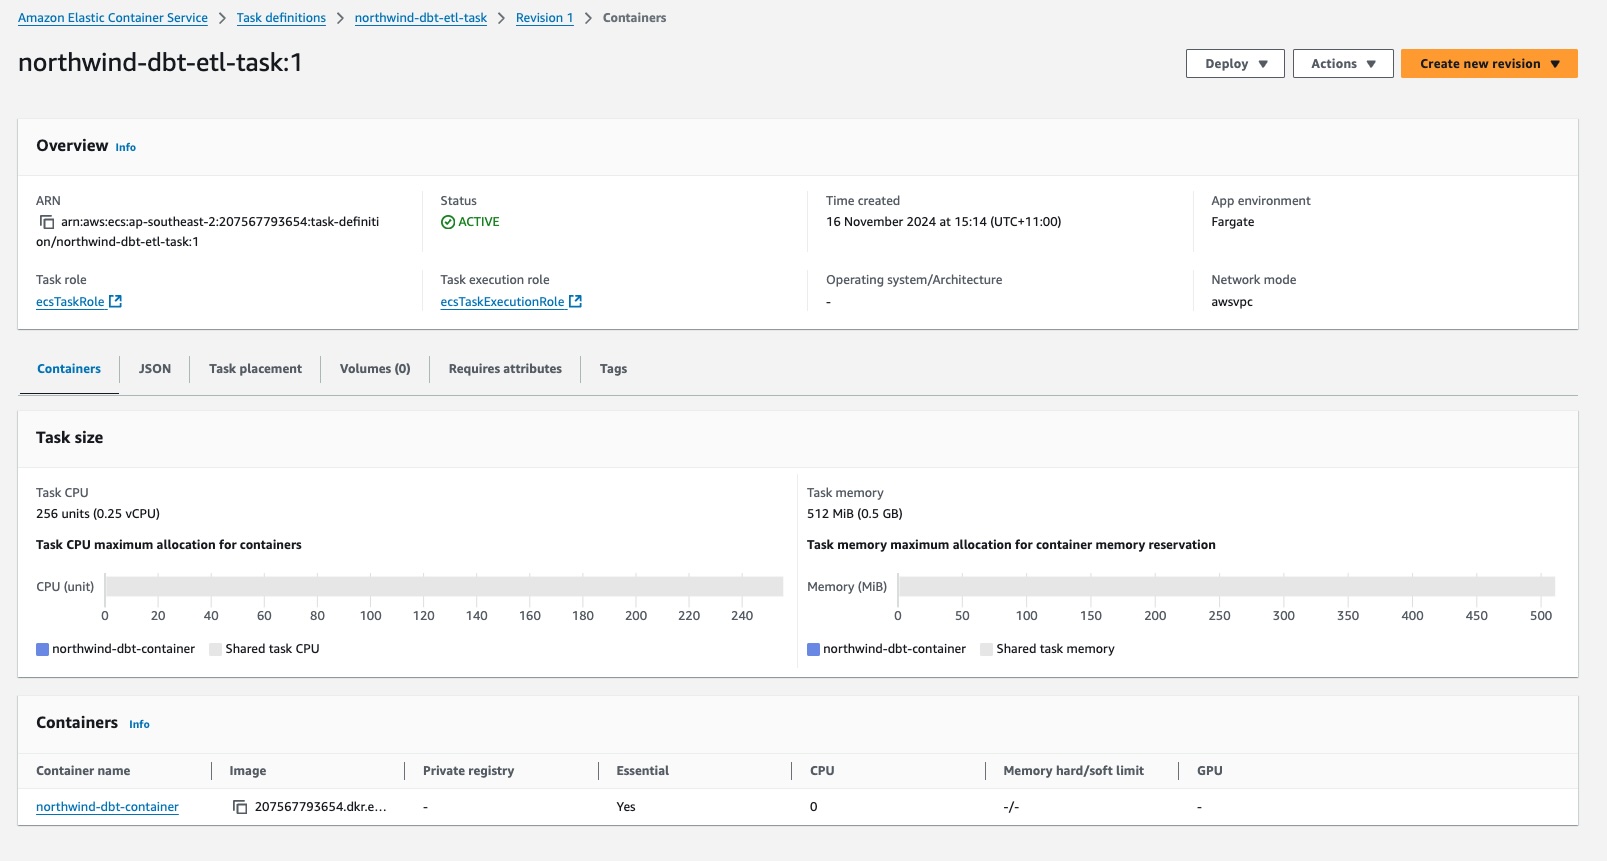 Amazon Elastic Container Service > Task definitions > northwind-dbt-etl-task > Revision 1 > Containers
northwind-dbt-etl-task:1
Deploy ▼ Actions ▼ Create new revision ▼
Overview Info
ARN
arn:aws:ecs:ap-southeast-2:207567793654:task-definiti
on/northwind-dbt-etl-task:1
Status
ACTIVE
Time created
16 November 2024 at 15:14 (UTC+11:00)
App environment
Fargate
Task role
ecsTaskRole
Task execution role
ecsTaskExecutionRole
Operating system/Architecture
-
Network mode
awsvpc
Containers JSON Task placement Volumes (0) Requires attributes Tags
Task size
Task CPU
256 units (0.25 vCPU)
Task CPU maximum allocation for containers
CPU (unit)
0 20 40 60 80 100 120 140 160 180 200 220 240
northwind-dbt-container Shared task CPU
Task memory
512 MiB (0.5 GB)
Task memory maximum allocation for container memory reservation
Memory (MiB)
0 50 100 150 200 250 300 350 400 450 500
northwind-dbt-container Shared task memory
Containers Info
Container name Image Private registry Essential CPU Memory hard/soft limit GPU
northwind-dbt-container 207567793654.dkr.e... - Yes 0 -/- -